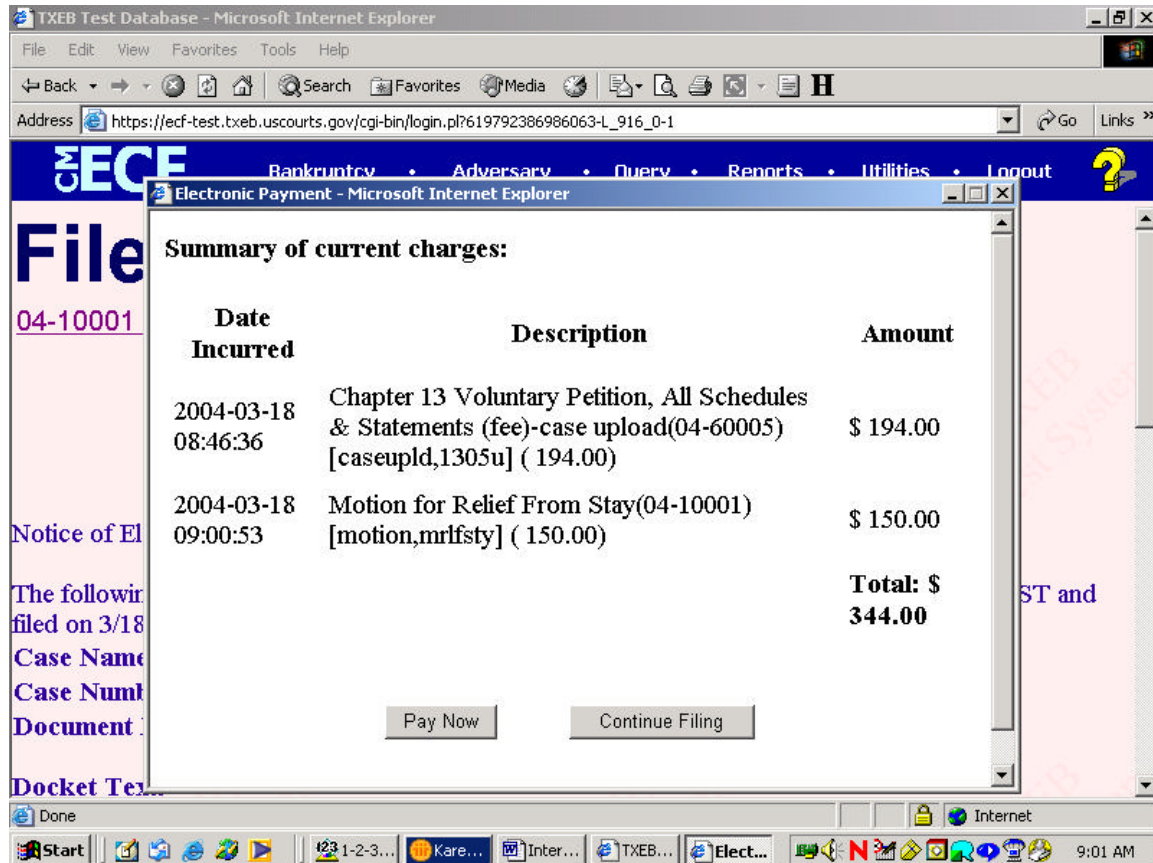 TXEB Test Database - Microsoft Internet Explorer
File Edit View Favorites Tools Help
Back Search Favorites Media H
Address https://ecf-test.txeb.uscourts.gov/cgi-bin/login.pl?619792386986063-L_916_0-1 Go Links »
CM ECF Bankruptcy • Adversary • Query • Reports • Utilities • Logout ?
Electronic Payment - Microsoft Internet Explorer
File
04-10001
Summary of current charges:
Date Incurred Description Amount
2004-03-18
08:46:36
Chapter 13 Voluntary Petition, All Schedules
& Statements (fee)-case upload(04-60005)
[caseupld,1305u] ( 194.00)
$ 194.00
2004-03-18
09:00:53
Motion for Relief From Stay(04-10001)
[motion,mrlfsty] ( 150.00)
$ 150.00
Total: $
344.00
Pay Now Continue Filing
Notice of El
The followin
ST and
filed on 3/18
Case Name
Case Numb
Document
Docket Text
Done Internet
Start 1-2-3... Kare... Inter... TXEB... Elect... N 9:01 AM